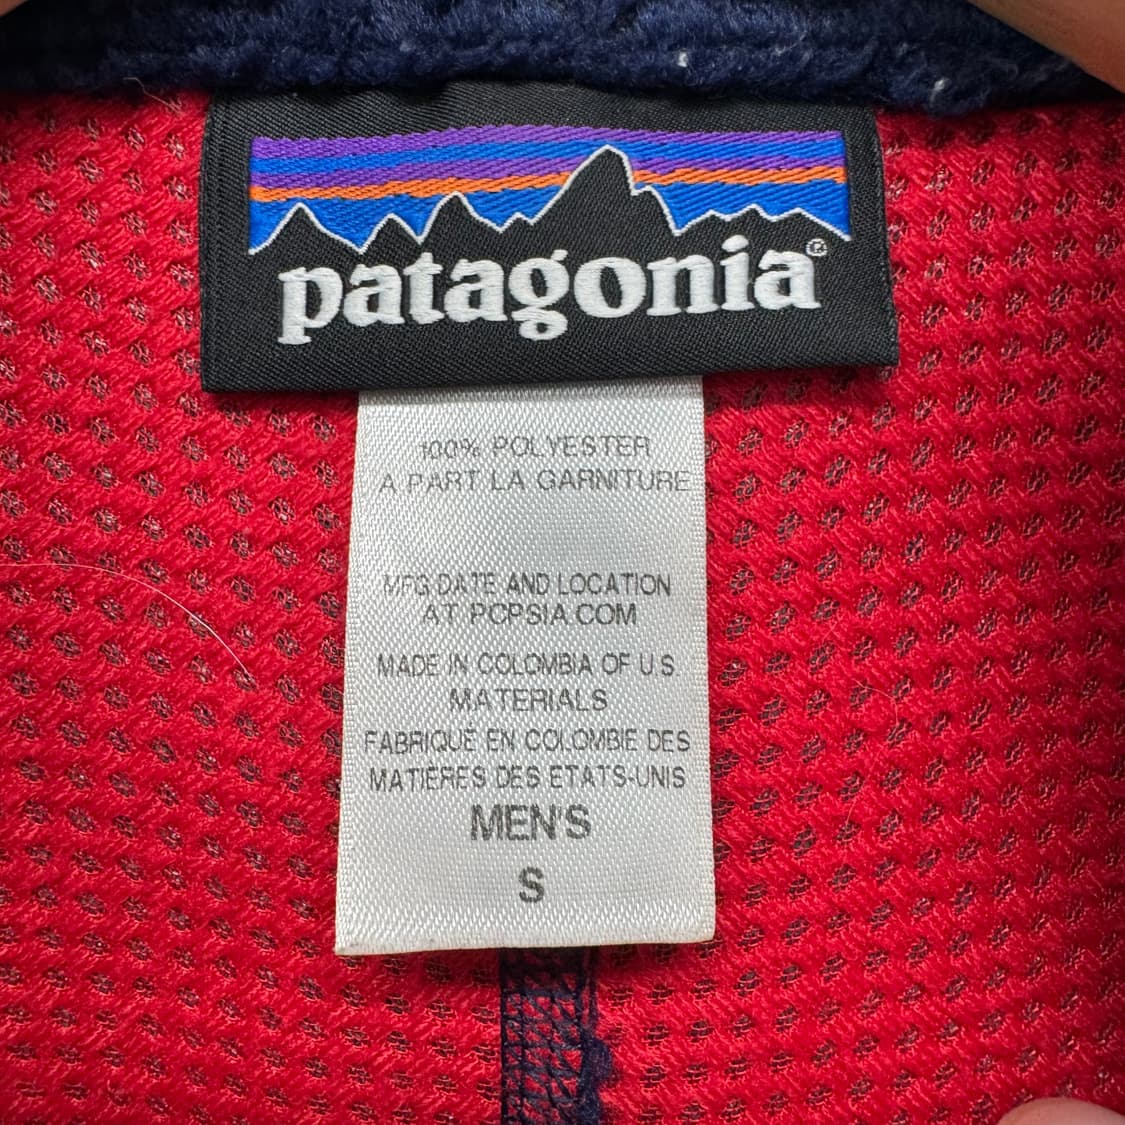 patagonia®
100% POLYESTER
A PART LA GARNITURE
MFG DATE AND LOCATION
AT PCPSIA.COM
MADE IN COLOMBIA OF U.S.
MATERIALS
FABRIQUÉ EN COLOMBIE DES
MATIÈRES DES ETATS-UNIS
MEN'S
S